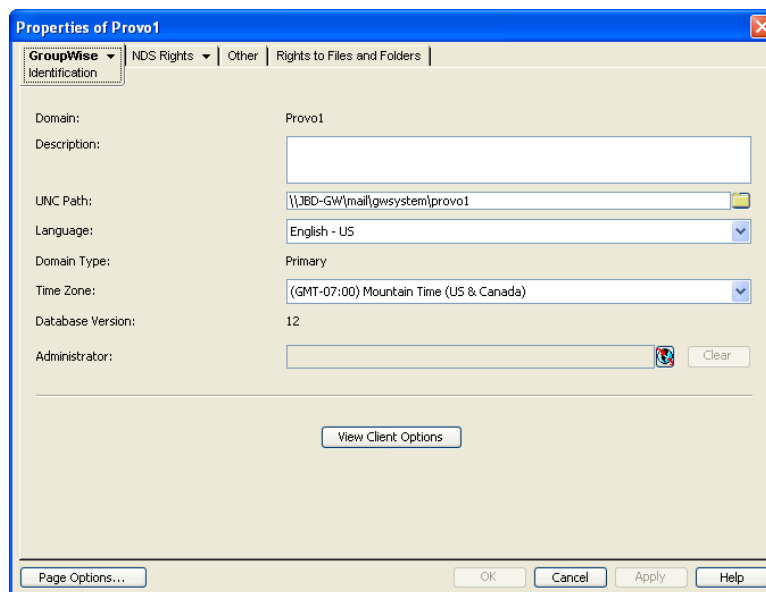 Properties of Provo1
GroupWise NDS Rights Other Rights to Files and Folders
Identification
Domain: Provo1
Description:
UNC Path: \\JBD-GW\mail\gwsystem\provo1
Language: English - US
Domain Type: Primary
Time Zone: (GMT-07:00) Mountain Time (US & Canada)
Database Version: 12
Administrator: Clear
View Client Options
Page Options... OK Cancel Apply Help